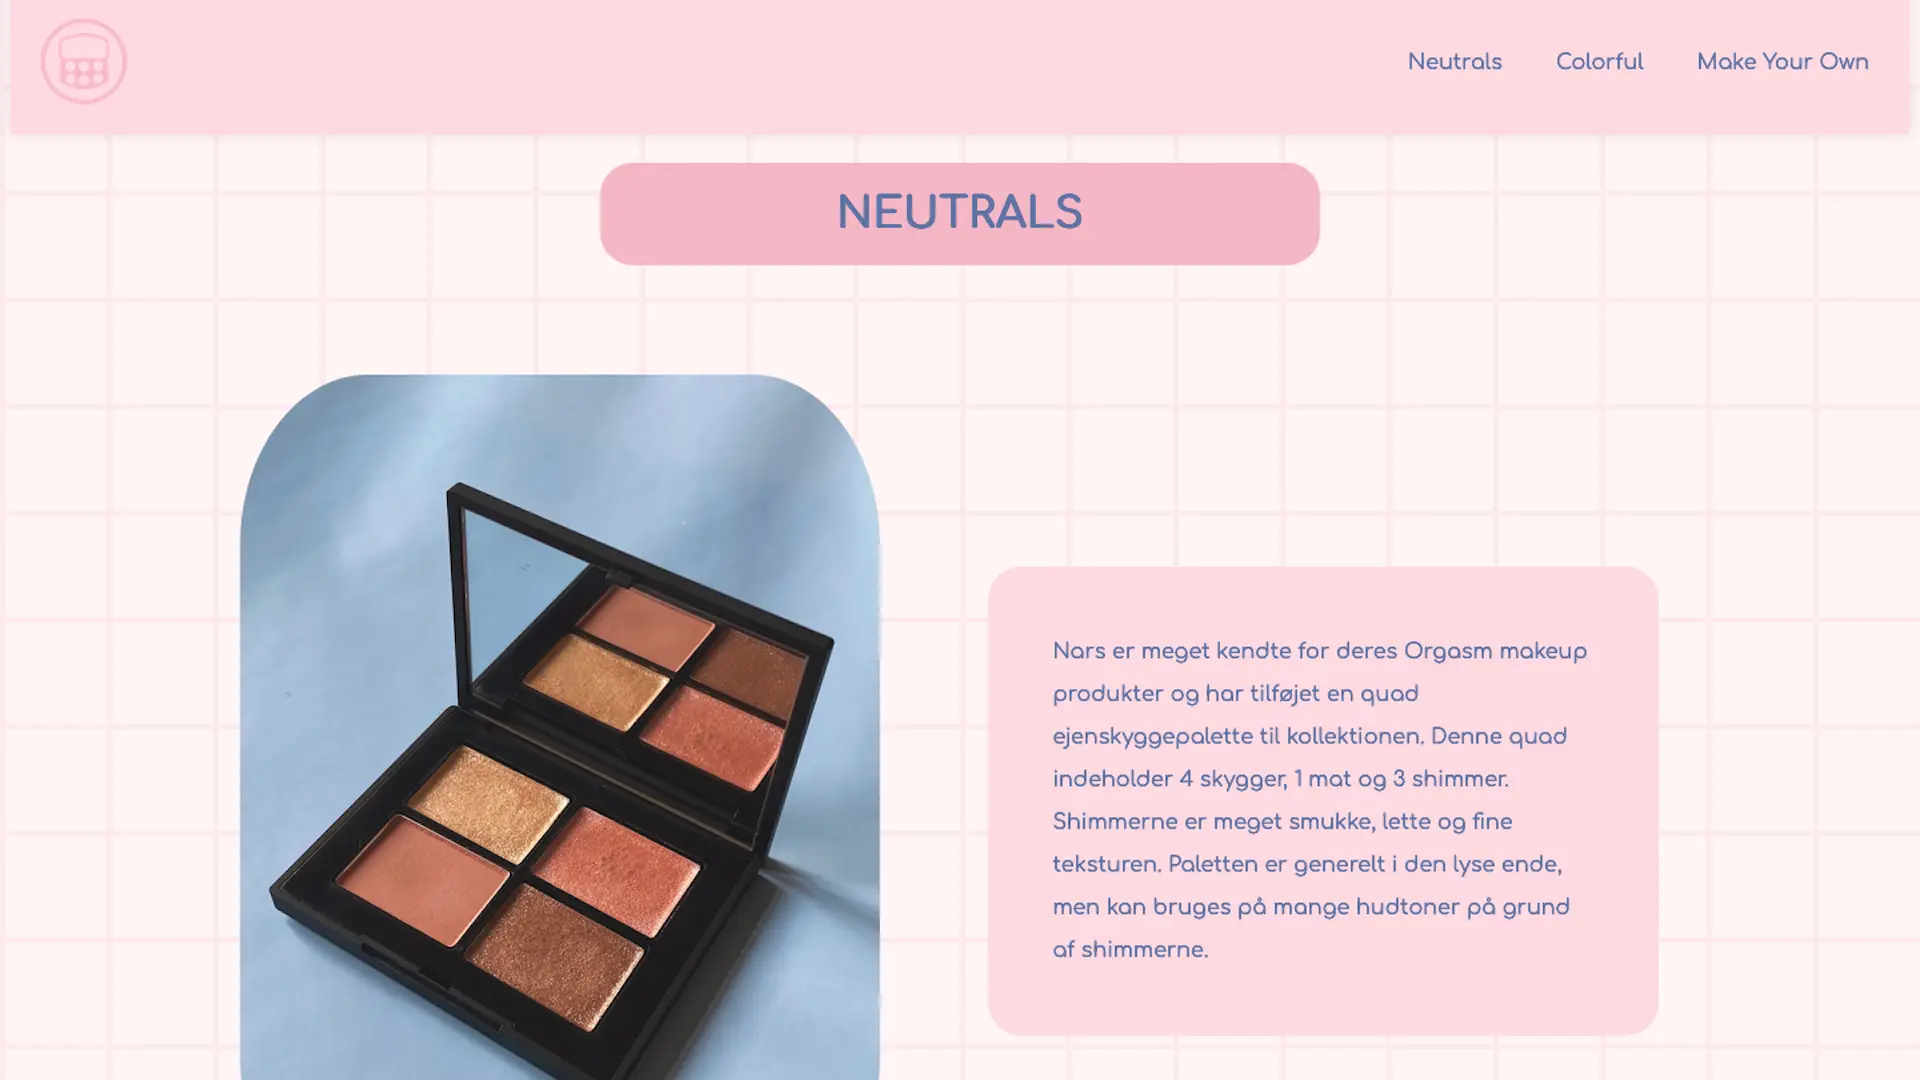 Neutrals
Colorful
Make Your Own
NEUTRALS
Nars er meget kendte for deres Orgasm makeup
produkter og har tilføjet en quad
ejenskyggepalette til kollektionen. Denne quad
indeholder 4 skygger, 1 mat og 3 shimmer.
Shimmerne er meget smukke, lette og fine
teksturen. Paletten er generelt i den lyse ende,
men kan bruges på mange hudtoner på grund
af shimmerne.